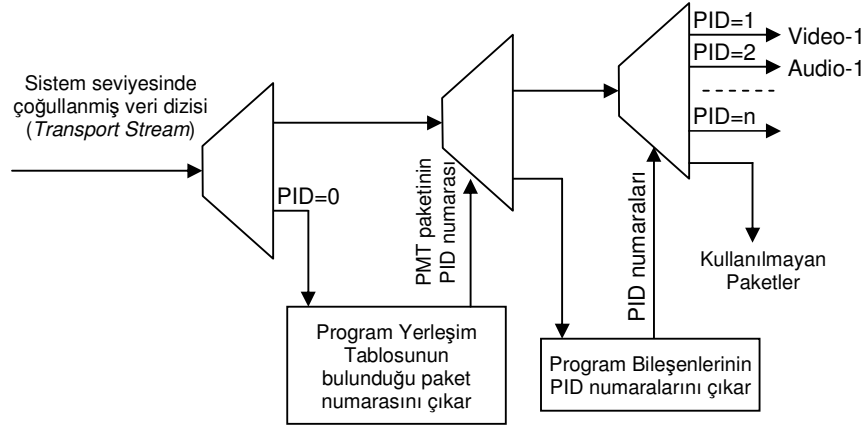 Sistem seviyesinde
çoğullanmış veri dizisi
(Transport Stream)
PID=0
PMT paketinin
PID numarası
Program Yerleşim
Tablosunun
bulunduğu paket
numarasını çıkar
PID numaraları
Program Bileşenlerinin
PID numaralarını çıkar
PID=1
Video-1
PID=2
Audio-1
PID=n
Kullanılmayan
Paketler